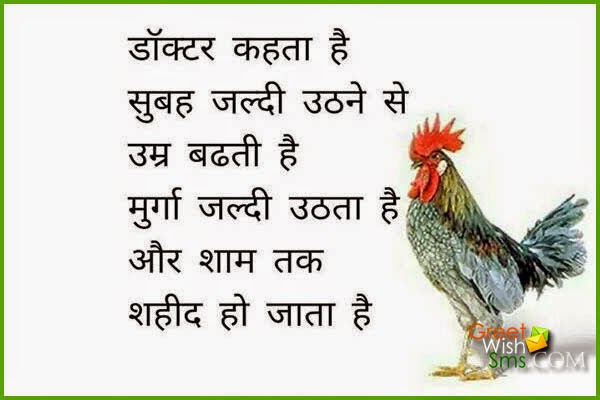 डॉक्टर कहता है
सुबह जल्दी उठने से
उम्र बढती है
मुर्गा जल्दी उठता है
और शाम तक
शहीद हो जाता है
Greet
Wish
Sms.COM